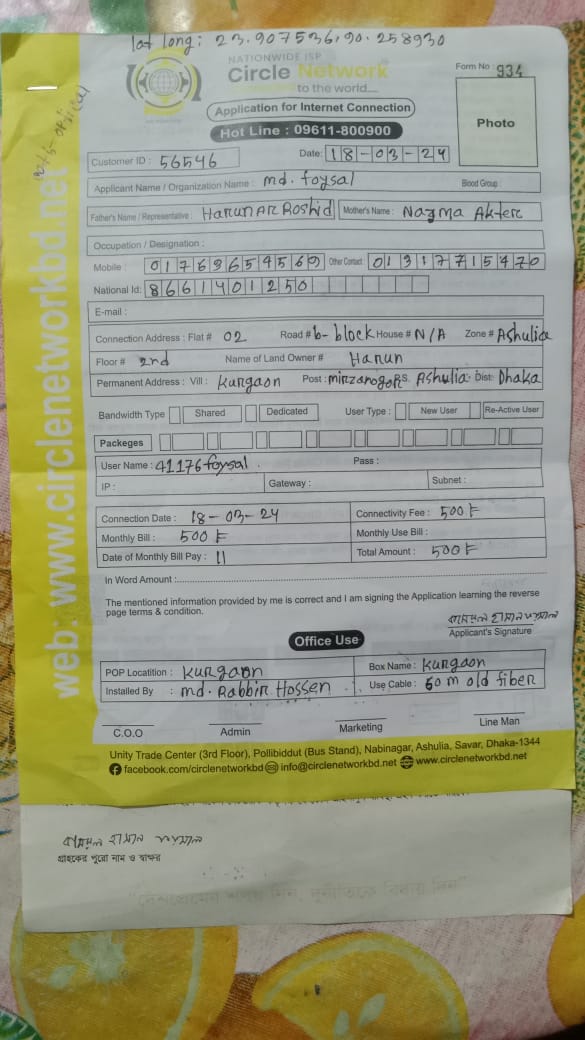 lat long: 23.907536,90.258930
NATIONWIDE ISP
Circle Network
to the world....
Form No : 934
Application for Internet Connection
Hot Line : 09611-800900
Photo
Customer ID : 56546
Date: 18-03-24
Applicant Name / Organization Name : md. foysal
Blood Group :
Father's Name / Representative : Harun Ar Roshid
Mother's Name : Nazma Akter
Occupation / Designation :
Mobile : 01769654569
Other Contact: 01317715470
National Id: 8661401250
E-mail :
Connection Address : Flat # 02 Road # b-block House # N/A Zone # Ashulia
Floor # 2nd Name of Land Owner # Harun
Permanent Address : Vill : Kurgaon Post : mirzanogor P.S. Ashulia Dist: Dhaka
Bandwidth Type Shared Dedicated User Type : New User Re-Active User
Packeges
User Name : 41176foysal Pass :
IP : Gateway : Subnet :
Connection Date : 18-03-24
Connectivity Fee : 500 ৳
Monthly Bill : 500 ৳
Monthly Use Bill :
Date of Monthly Bill Pay : 11
Total Amount : 500 ৳
In Word Amount :
The mentioned information provided by me is correct and I am signing the Application learning the reverse
page terms & condition.
Applicant's Signature
Office Use
POP Locatition : Kurgaon
Box Name : Kurgaon
Installed By : md. Rabbir Hossen
Use Cable : 60 m old fiber
C.O.O Admin Marketing Line Man
Unity Trade Center (3rd Floor), Pollibiddut (Bus Stand), Nabinagar, Ashulia, Savar, Dhaka-1344
facebook.com/circlenetworkbd info@circlenetworkbd.net www.circlenetworkbd.net
web: www.circlenetworkbd.net
গ্রাহকের পুরো নাম ও স্বাক্ষর